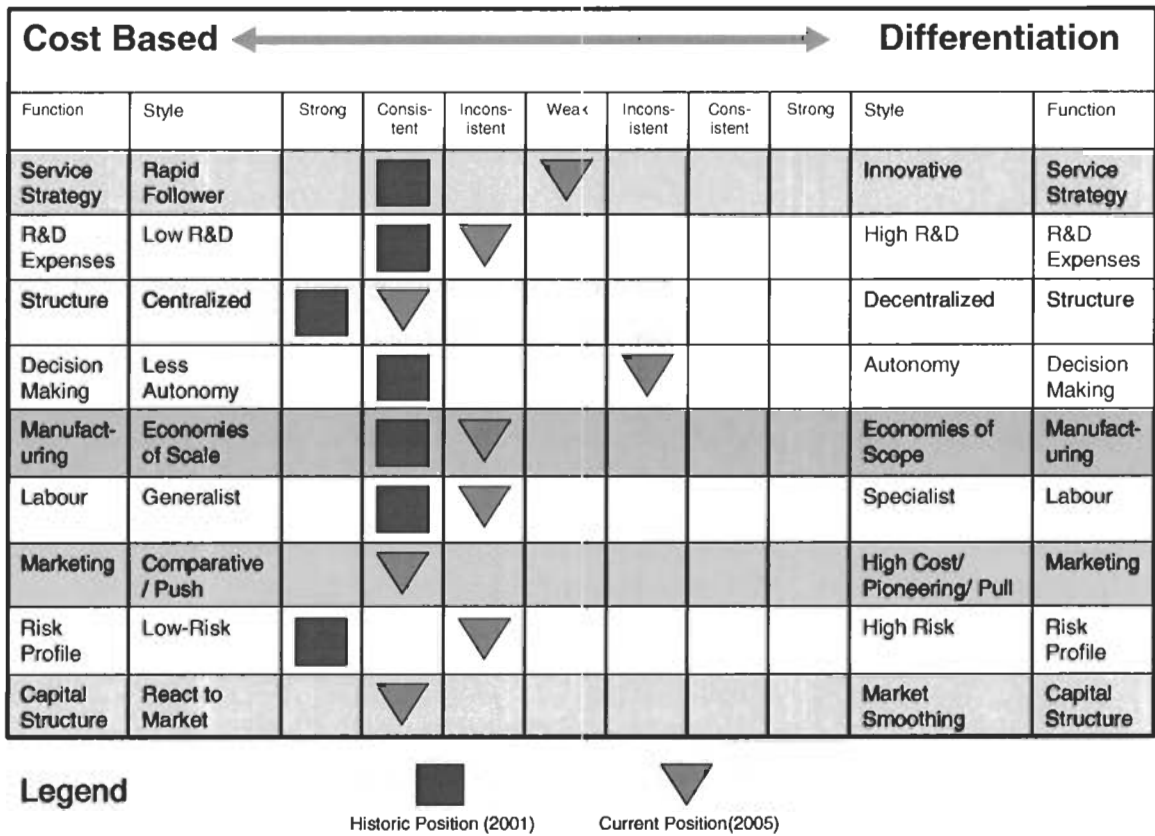 Cost Based Differentiation
Function Style Strong Consis- Inconsis- Weak Incons- Cons- Strong Style Function
tent istent istent istent
Service Rapid Innovative Service
Strategy Follower Strategy
R&D Low R&D High R&D R&D
Expenses Expenses
Structure Centralized Decentralized Structure
Decision Less Autonomy Decision
Making Autonomy Making
Manufact- Economies Economies of Manufact-
uring of Scale Scope uring
Labour Generalist Specialist Labour
Marketing Comparative High Cost/ Marketing
/ Push Pioneering/ Pull
Risk Low-Risk High Risk Risk
Profile Profile
Capital React to Market Capital
Structure Market Smoothing Structure
Legend
Historic Position (2001) Current Position(2005)